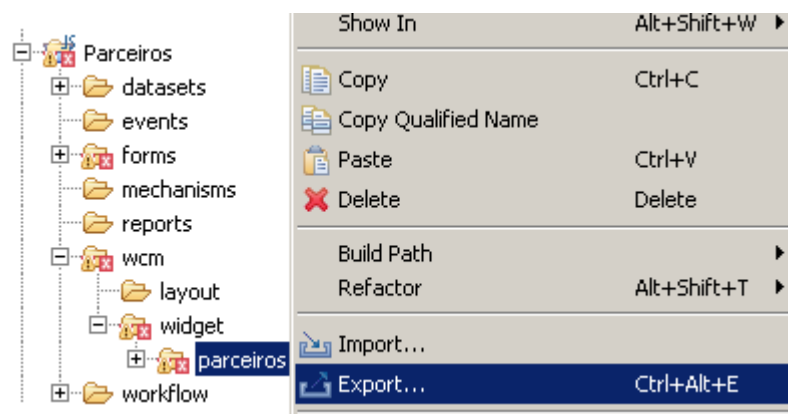 Parceiros
datasets
events
forms
mechanisms
reports
wcm
layout
widget
parceiros
workflow
Show In Alt+Shift+W
Copy Ctrl+C
Copy Qualified Name
Paste Ctrl+V
Delete Delete
Build Path
Refactor Alt+Shift+T
Import...
Export... Ctrl+Alt+E